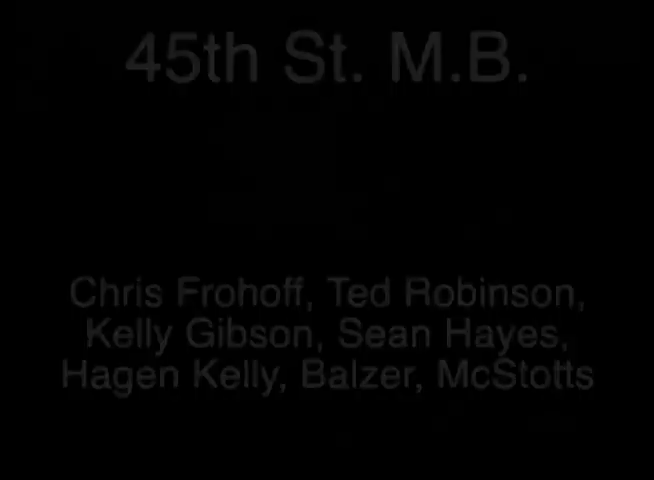 45th St. M.B.
Chris Frohoff, Ted Robinson,
Kelly Gibson, Sean Hayes,
Hagen Kelly, Balzer, McStotts